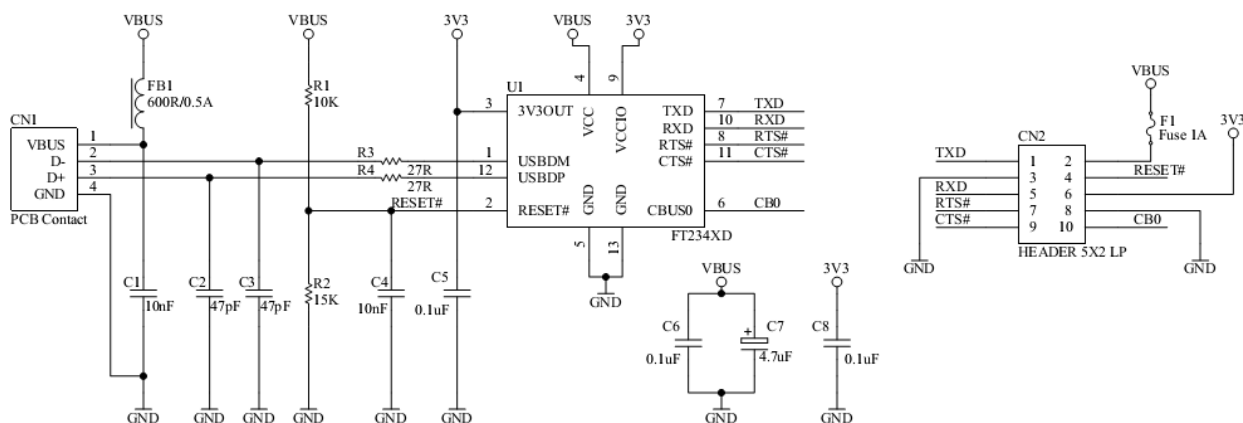 VBUS
VBUS
3V3
VBUS
3V3
FB1
600R/0.5A
R1
10K
U1
4
9
VCC
VCCIO
3
3V3OUT
TXD
7
TXD
RXD
10
RXD
RTS#
8
RTS#
CTS#
11
CTS#
CN1
VBUS
1
D-
2
D+
3
GND
4
PCB Contact
R3
27R
R4
27R
1
USBDM
12
USBDP
RESET#
2
RESET#
GND
GND
CBUS0
6
CB0
5
13
FT234XD
GND
C1
10nF
C2
47pF
C3
47pF
R2
15K
C4
10nF
C5
0.1uF
GND
GND
GND
GND
GND
GND
VBUS
3V3
C6
0.1uF
C7
+
4.7uF
C8
0.1uF
GND
GND
VBUS
3V3
F1
Fuse 1A
CN2
TXD
1
2
3
4
RESET#
RXD
5
6
RTS#
7
8
CTS#
9
10
CB0
GND
HEADER 5X2 LP
GND